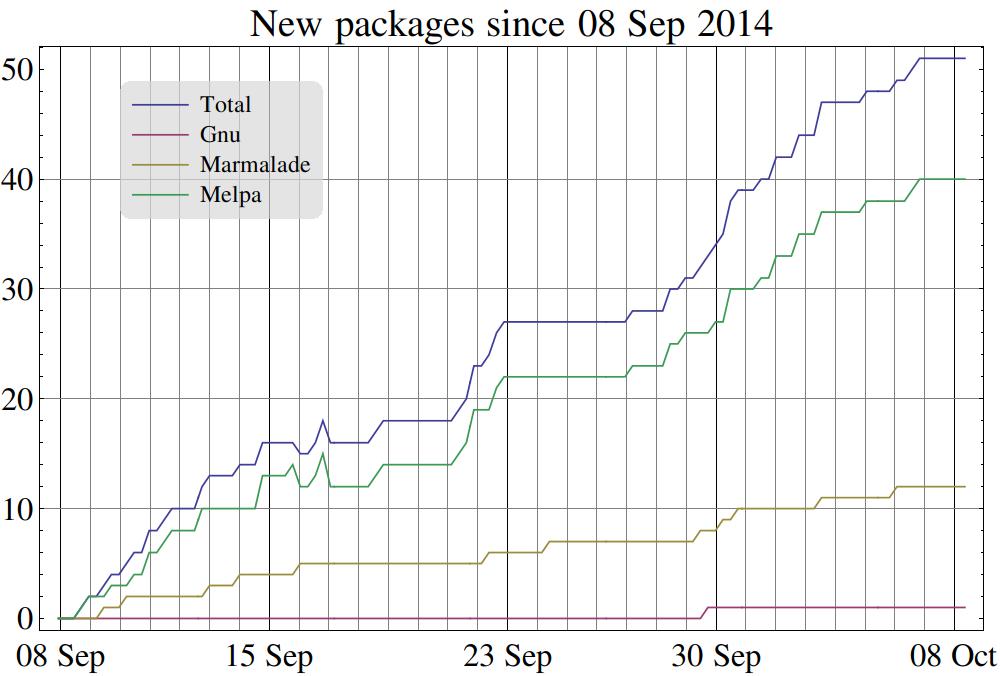 New packages since 08 Sep 2014
50
40
30
20
10
0
Total
Gnu
Marmalade
Melpa
08 Sep
15 Sep
23 Sep
30 Sep
08 Oct